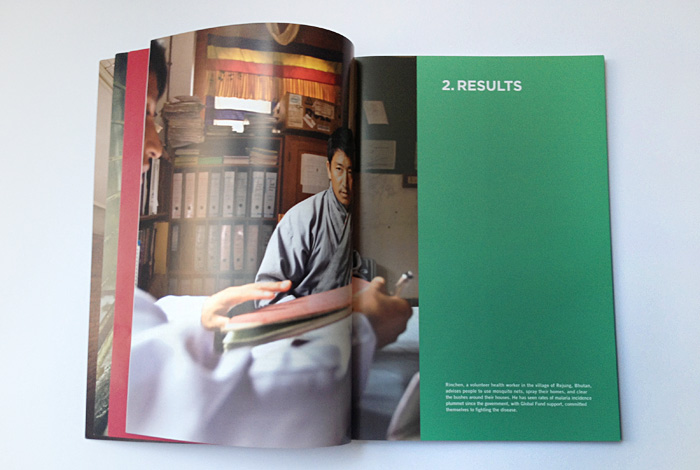 2. RESULTS
Rinchen, a volunteer health worker in the village of Rejung, Bhutan,
advises people to use mosquito nets, spray their homes, and clear
the bushes around their houses. He has seen rates of malaria incidence
plummet since the government, with Global Fund support, committed
themselves to fighting the disease.